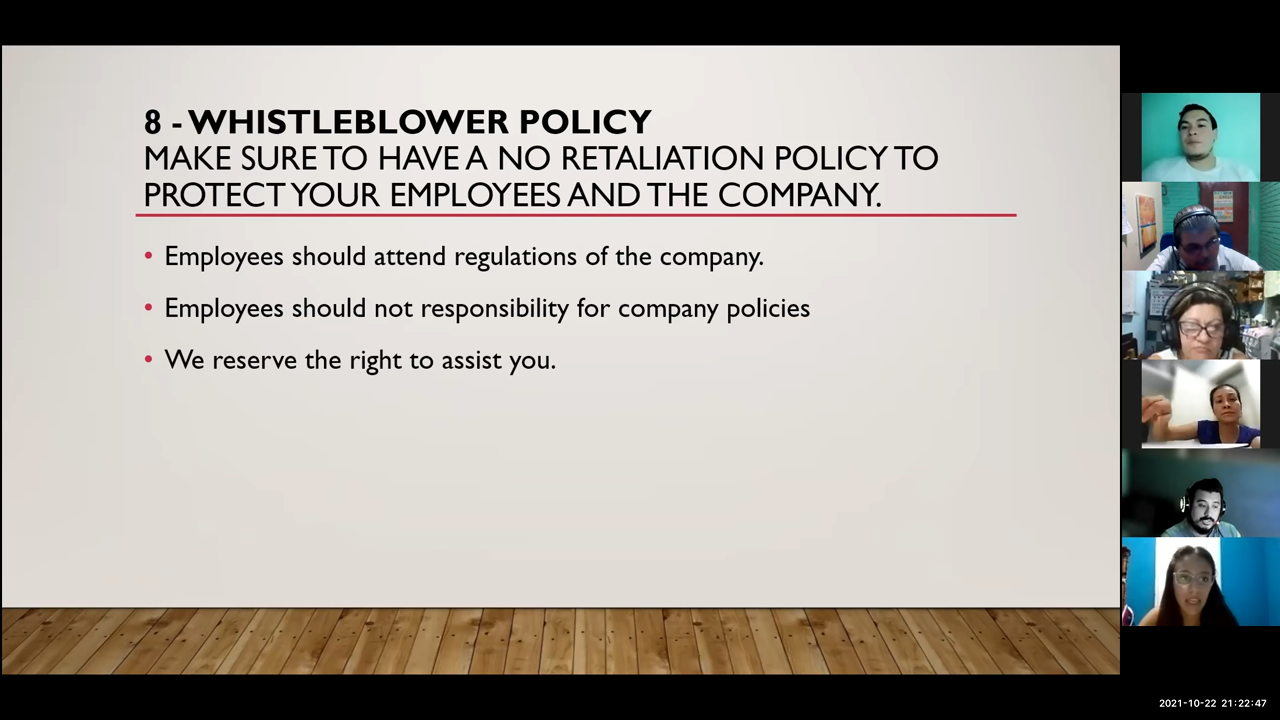 8 - WHISTLEBLOWER POLICY
MAKE SURE TO HAVE A NO RETALIATION POLICY TO
PROTECT YOUR EMPLOYEES AND THE COMPANY.
• Employees should attend regulations of the company.
• Employees should not responsibility for company policies
• We reserve the right to assist you.
2021-10-22 21:22:47